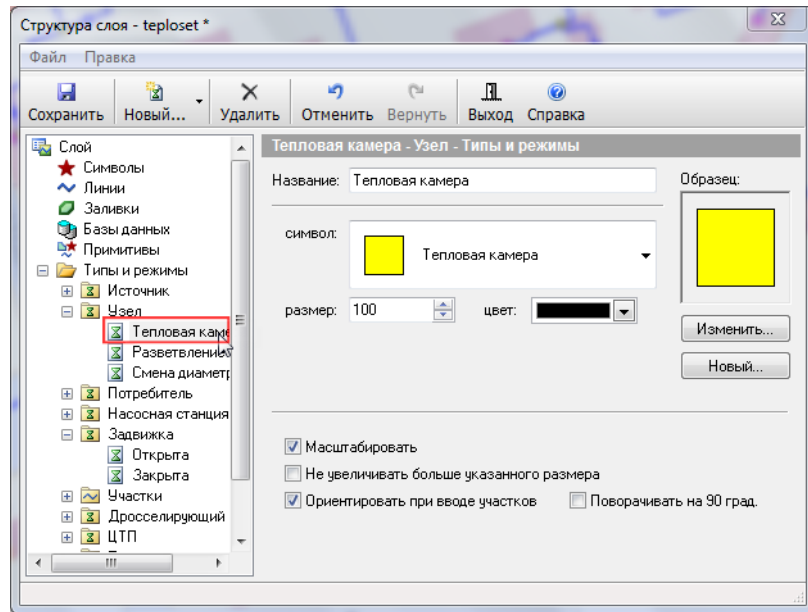 Структура слоя - teploset *
Файл Правка
Сохранить Новый... Удалить Отменить Вернуть Выход Справка
Слой
Символы
Линии
Заливки
Базы данных
Примитивы
Типы и режимы
Источник
Узел
Тепловая каме
Разветвление
Смена диаметр
Потребитель
Насосная станция
Задвижка
Открыта
Закрыта
Участки
Дросселирующий
ЦТП
Тепловая камера - Узел - Типы и режимы
Название: Тепловая камера
Образец:
символ: Тепловая камера
размер: 100 цвет:
Изменить...
Новый...
Масштабировать
Не увеличивать больше указанного размера
Ориентировать при вводе участков Поворачивать на 90 град.